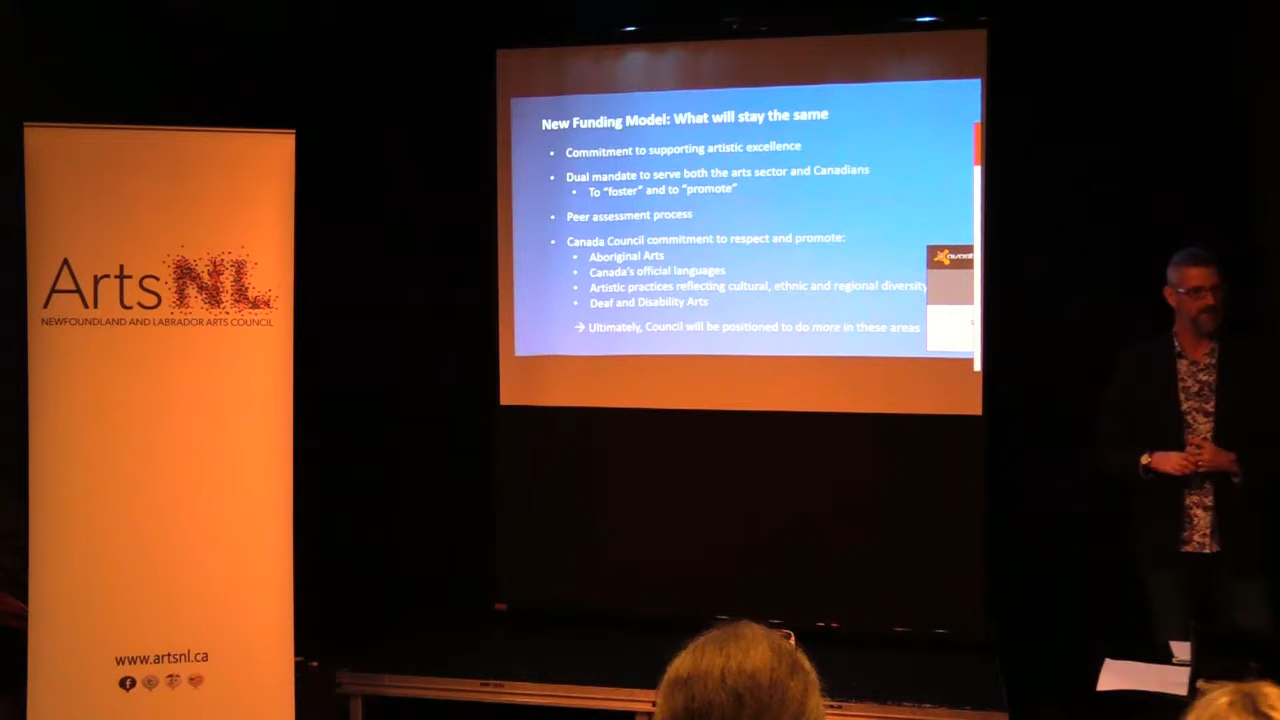 Arts NL
NEWFOUNDLAND AND LABRADOR ARTS COUNCIL
www.artsnl.ca
New Funding Model: What will stay the same
• Commitment to supporting artistic excellence
• Dual mandate to serve both the arts sector and Canadians
• To “foster” and to “promote”
• Peer assessment process
• Canada Council commitment to respect and promote:
• Aboriginal Arts
• Canada's official languages
• Artistic practices reflecting cultural, ethnic and regional diversity
• Deaf and Disability Arts
→ Ultimately, Council will be positioned to do more in these areas
avast